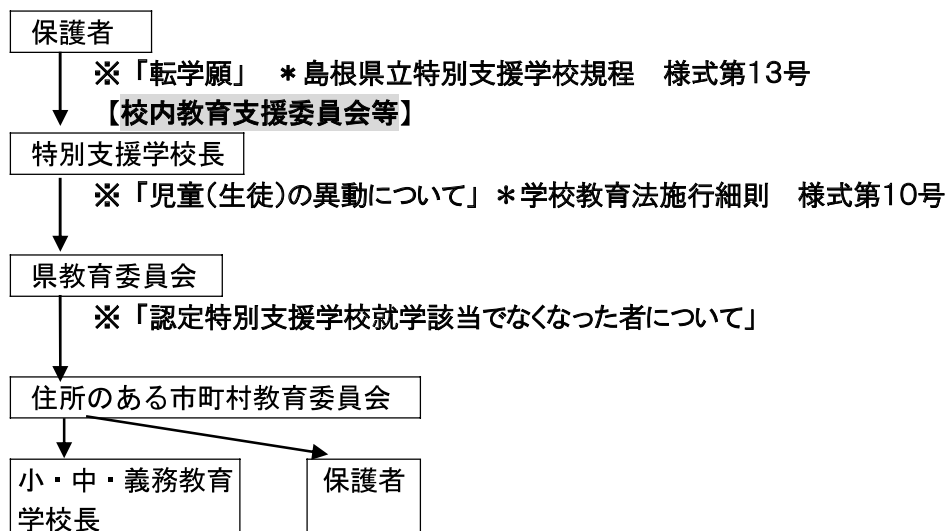 保護者
※「転学願」 ＊島根県立特別支援学校規程 様式第13号
【校内教育支援委員会等】
特別支援学校長
※「児童(生徒)の異動について」＊学校教育法施行細則 様式第10号
県教育委員会
※「認定特別支援学校就学該当でなくなった者について」
住所のある市町村教育委員会
小・中・義務教育 保護者
学校長